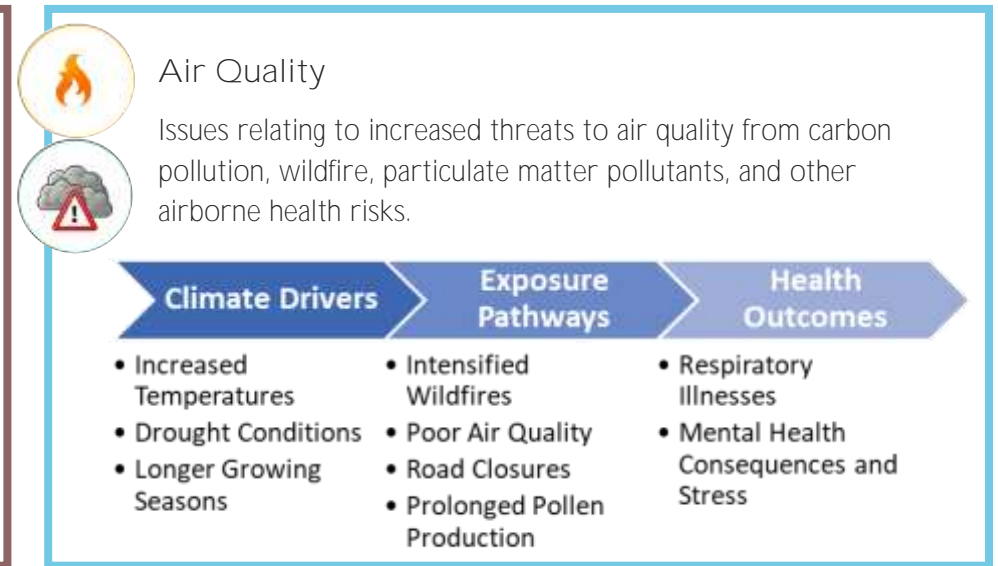 Air Quality
Issues relating to increased threats to air quality from carbon
pollution, wildfire, particulate matter pollutants, and other
airborne health risks.
Climate Drivers
• Increased
Temperatures
• Drought Conditions
• Longer Growing
Seasons
Exposure
Pathways
• Intensified
Wildfires
• Poor Air Quality
• Road Closures
• Prolonged Pollen
Production
Health
Outcomes
• Respiratory
Illnesses
• Mental Health
Consequences and
Stress